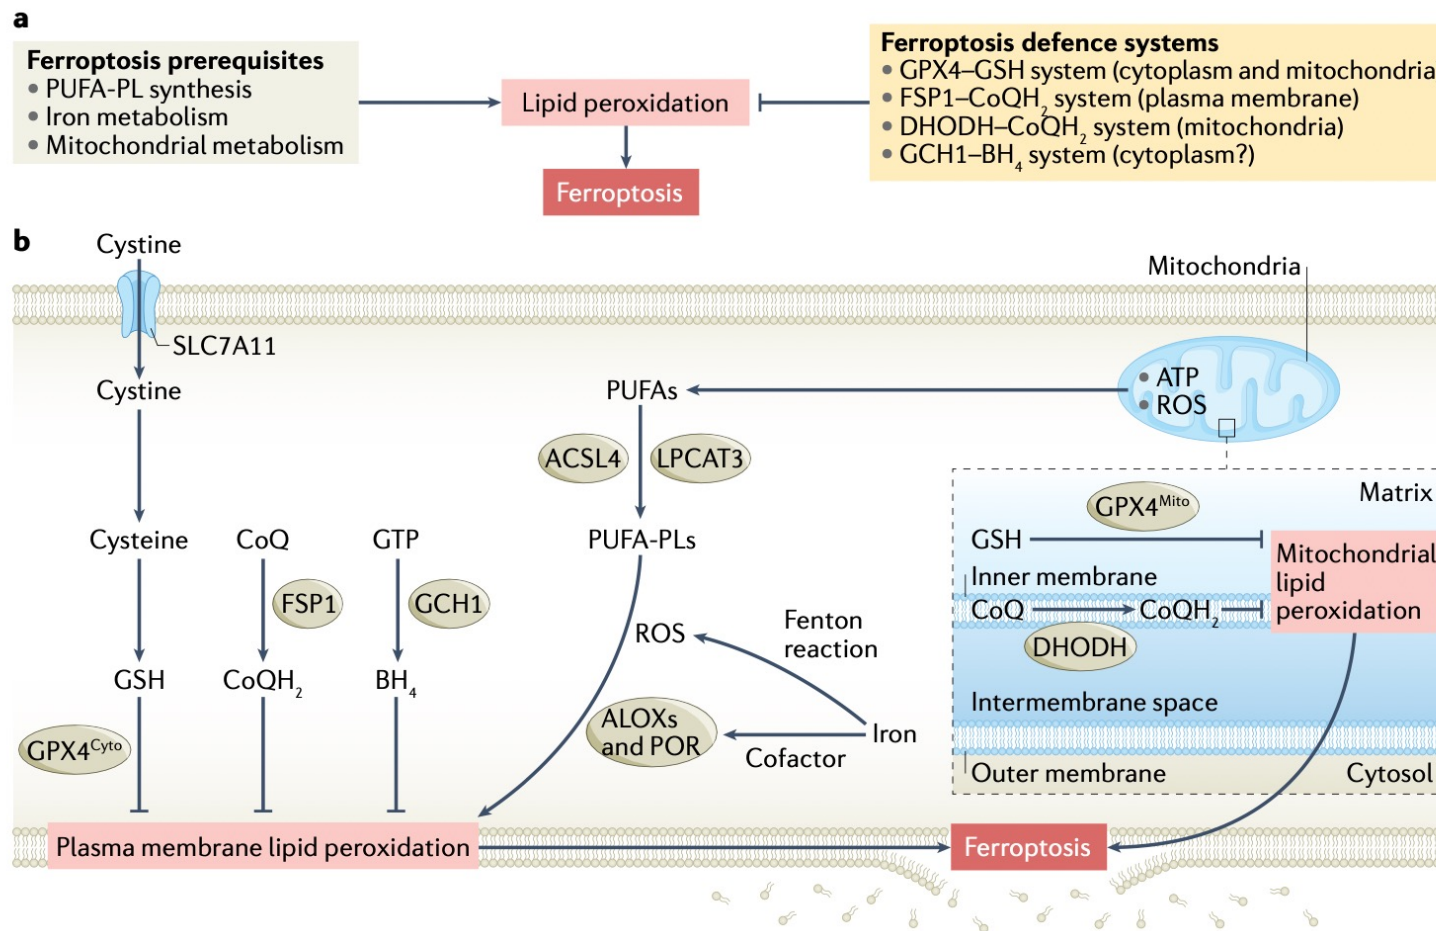 a
Ferroptosis prerequisites
• PUFA-PL synthesis
• Iron metabolism
• Mitochondrial metabolism
Lipid peroxidation
Ferroptosis
Ferroptosis defence systems
• GPX4–GSH system (cytoplasm and mitochondria
• FSP1–CoQH₂ system (plasma membrane)
• DHODH–CoQH₂ system (mitochondria)
• GCH1–BH₄ system (cytoplasm?)
b
Cystine
SLC7A11
Cystine
Cysteine
GSH
GPX4ᶜʸᵗᵒ
CoQ
FSP1
CoQH₂
GTP
GCH1
BH₄
Plasma membrane lipid peroxidation
PUFAs
ACSL4
LPCAT3
PUFA-PLs
ROS
Fenton
reaction
Iron
Cofactor
ALOXs
and POR
Mitochondria
• ATP
• ROS
Matrix
GPX4ᴹⁱᵗᵒ
GSH
Mitochondrial
lipid
peroxidation
Inner membrane
CoQ
CoQH₂
DHODH
Intermembrane space
Outer membrane
Cytosol
Ferroptosis